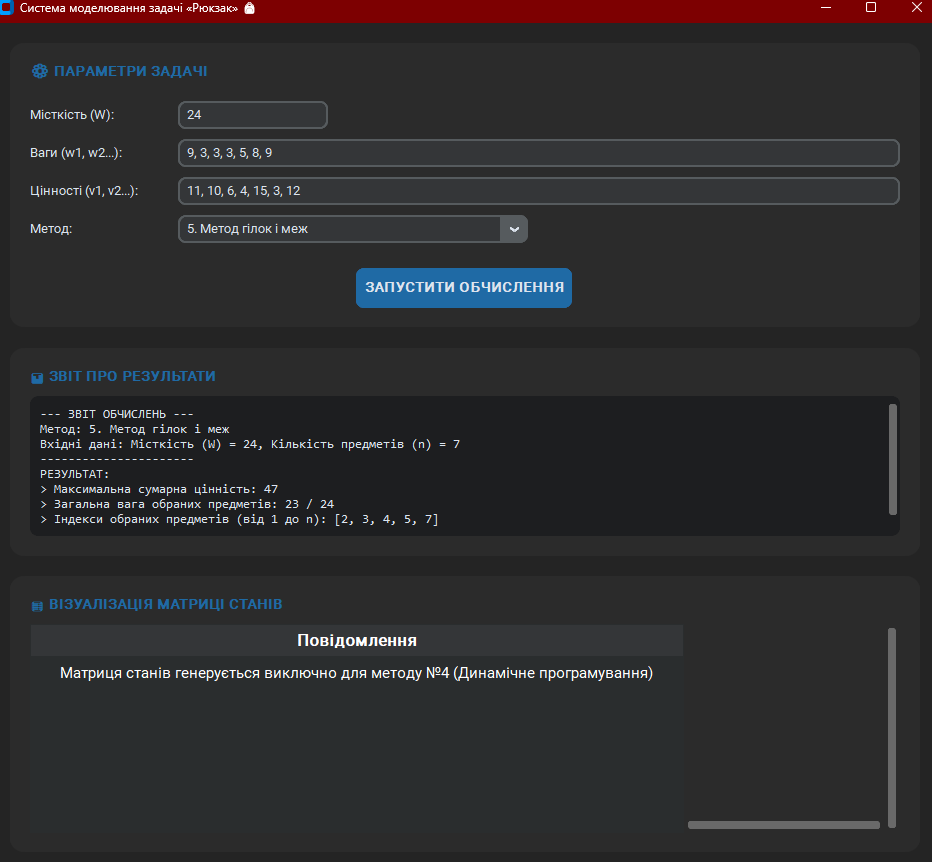 Система моделювання задачі «Рюкзак» 🎒
ПАРАМЕТРИ ЗАДАЧІ
Місткість (W):
24
Ваги (w1, w2...):
9, 3, 3, 3, 5, 8, 9
Цінності (v1, v2...):
11, 10, 6, 4, 15, 3, 12
Метод:
5. Метод гілок і меж
ЗАПУСТИТИ ОБЧИСЛЕННЯ
ЗВІТ ПРО РЕЗУЛЬТАТИ
--- ЗВІТ ОБЧИСЛЕНЬ ---
Метод: 5. Метод гілок і меж
Вхідні дані: Місткість (W) = 24, Кількість предметів (n) = 7
----------------------
РЕЗУЛЬТАТ:
> Максимальна сумарна цінність: 47
> Загальна вага обраних предметів: 23 / 24
> Індекси обраних предметів (від 1 до n): [2, 3, 4, 5, 7]
ВІЗУАЛІЗАЦІЯ МАТРИЦІ СТАНІВ
Повідомлення
Матриця станів генерується виключно для методу №4 (Динамічне програмування)